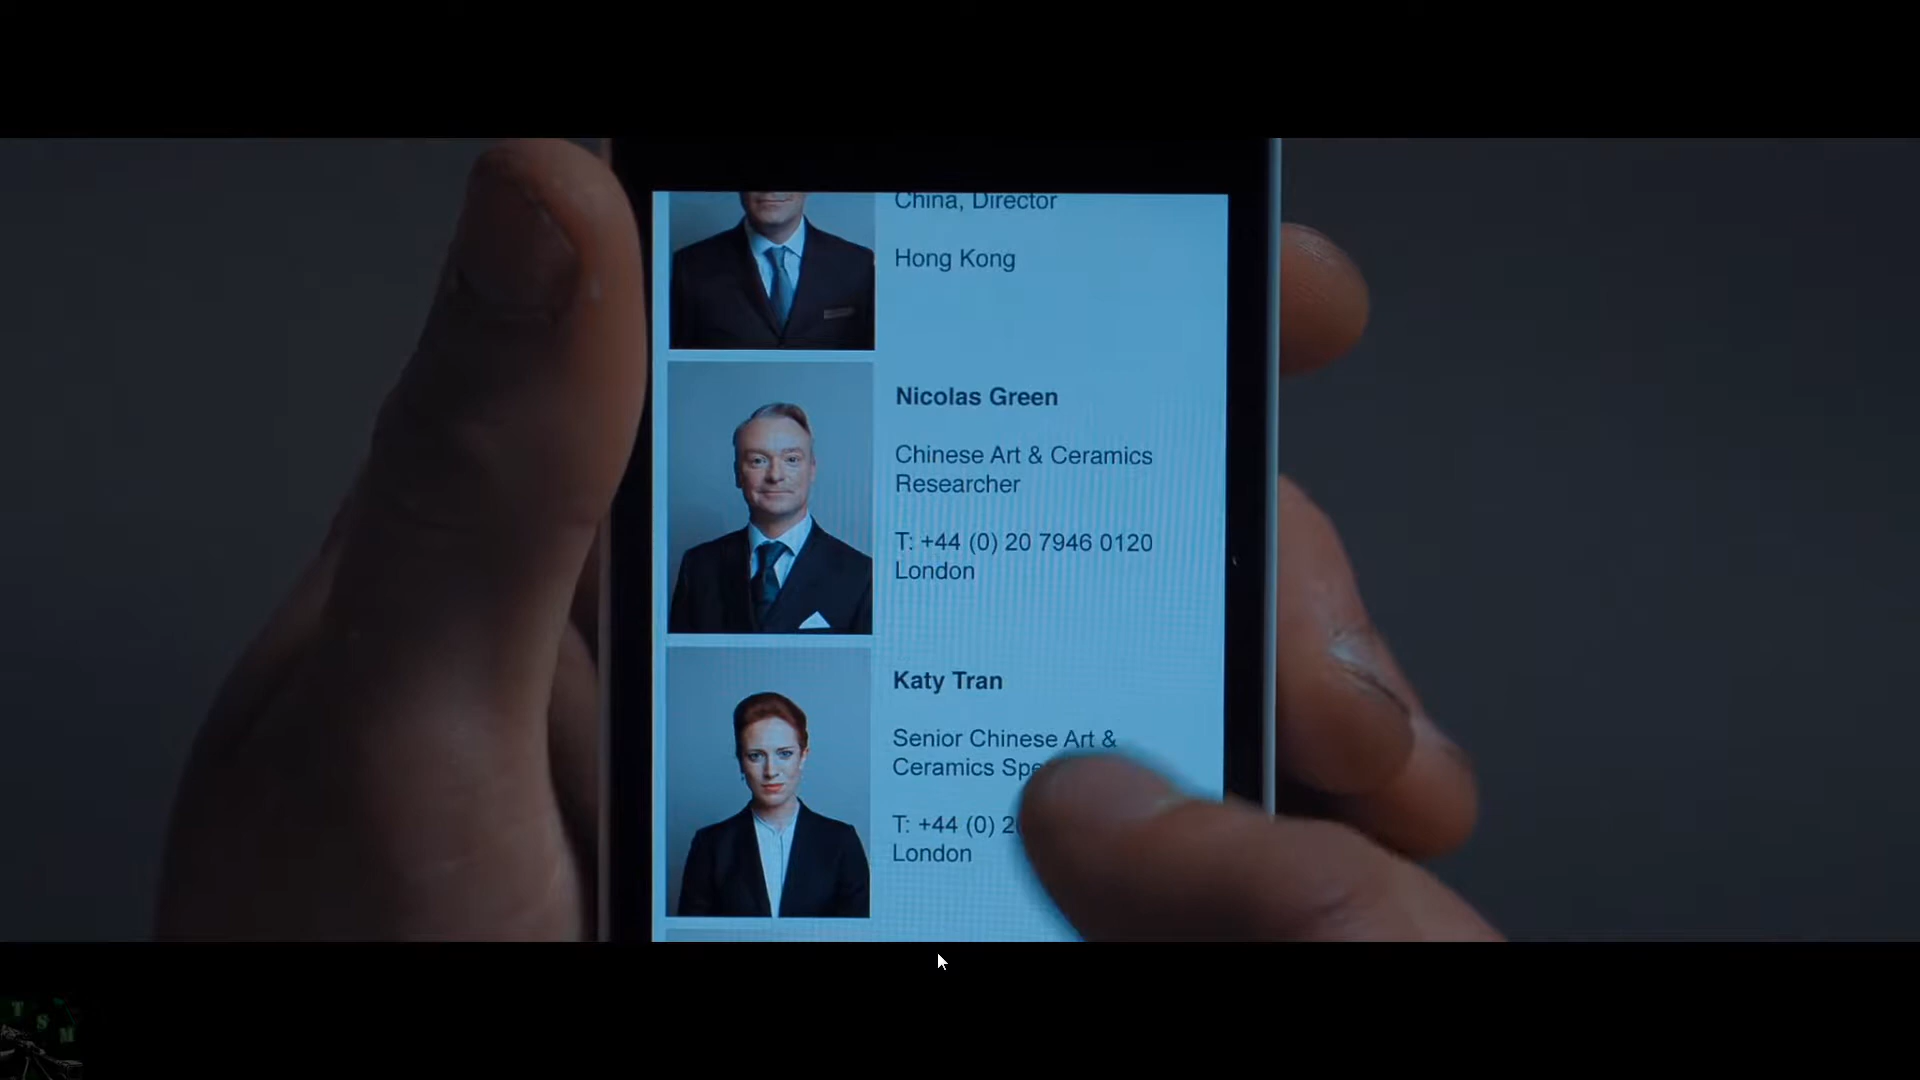 China, Director
Hong Kong
Nicolas Green
Chinese Art & Ceramics
Researcher
T: +44 (0) 20 7946 0120
London
Katy Tran
Senior Chinese Art &
Ceramics
T: +44 (0)
London
T S M